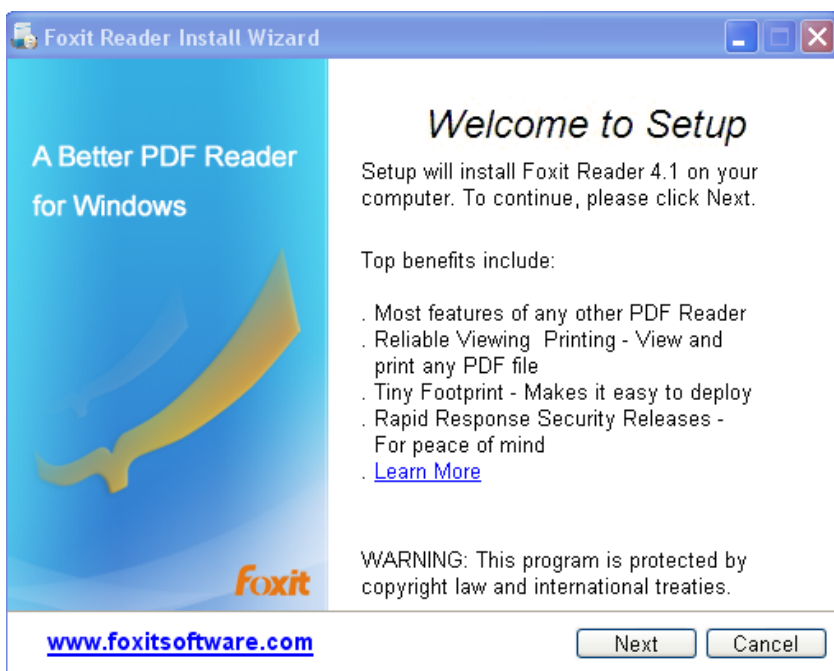 Foxit Reader Install Wizard
A Better PDF Reader
for Windows
Welcome to Setup
Setup will install Foxit Reader 4.1 on your
computer. To continue, please click Next.
Top benefits include:
. Most features of any other PDF Reader
. Reliable Viewing  Printing - View and
print any PDF file
. Tiny Footprint - Makes it easy to deploy
. Rapid Response Security Releases -
For peace of mind
. Learn More
WARNING: This program is protected by
copyright law and international treaties.
Foxit
www.foxitsoftware.com
Next
Cancel